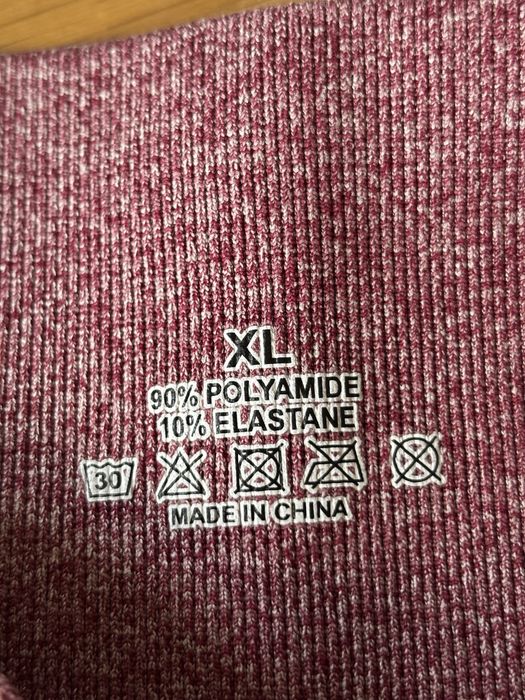 XL
90% POLYAMIDE
10% ELASTANE
30
MADE IN CHINA